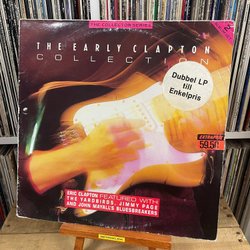 THE COLLECTOR SERIES
THE EARLY CLAPTON
COLLECTION
Dubbel LP
till
Enkelpris
EXTRAPRIS
59.50
ERIC CLAPTON FEATURED WITH
THE YARDBIRDS, JIMMY PAGE
AND JOHN MAYALL'S BLUESBREAKERS